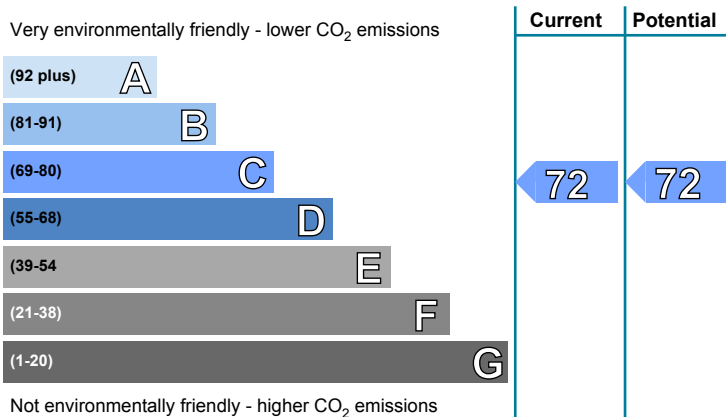 Current Potential
Very environmentally friendly - lower CO2 emissions
(92 plus) A
(81-91) B
(69-80) C 72 72
(55-68) D
(39-54 E
(21-38) F
(1-20) G
Not environmentally friendly - higher CO2 emissions